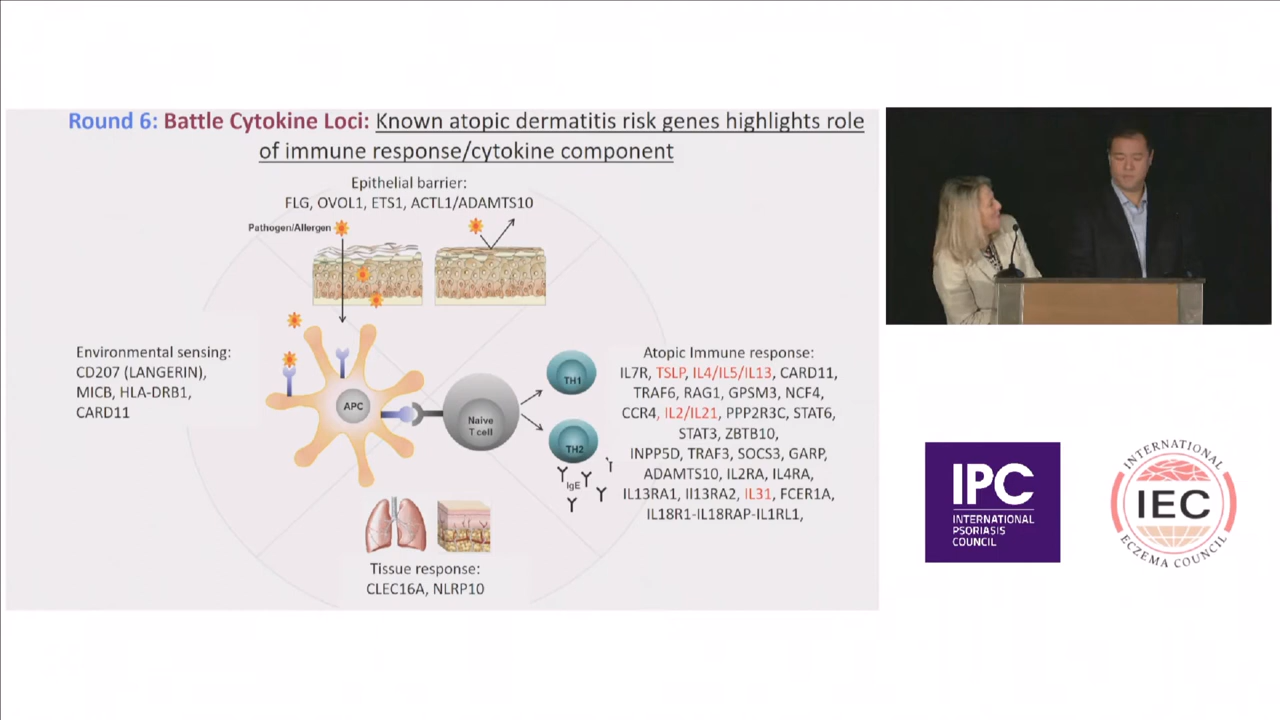 Round 6: Battle Cytokine Loci: Known atopic dermatitis risk genes highlights role
of immune response/cytokine component
Epithelial barrier:
FLG, OVOL1, ETS1, ACTL1/ADAMTS10
Pathogen/Allergen
Environmental sensing:
CD207 (LANGERIN),
MICB, HLA-DRB1,
CARD11
APC
Naive
T cell
TH1
TH2
IgE
Atopic Immune response:
IL7R, TSLP, IL4/IL5/IL13, CARD11,
TRAF6, RAG1, GPSM3, NCF4,
CCR4, IL2/IL21, PPP2R3C, STAT6,
STAT3, ZBTB10,
INPP5D, TRAF3, SOCS3, GARP,
ADAMTS10, IL2RA, IL4RA,
IL13RA1, II13RA2, IL31, FCER1A,
IL18R1-IL18RAP-IL1RL1,
Tissue response:
CLEC16A, NLRP10
IPC
INTERNATIONAL
PSORIASIS
COUNCIL
INTERNATIONAL
IEC
ECZEMA COUNCIL